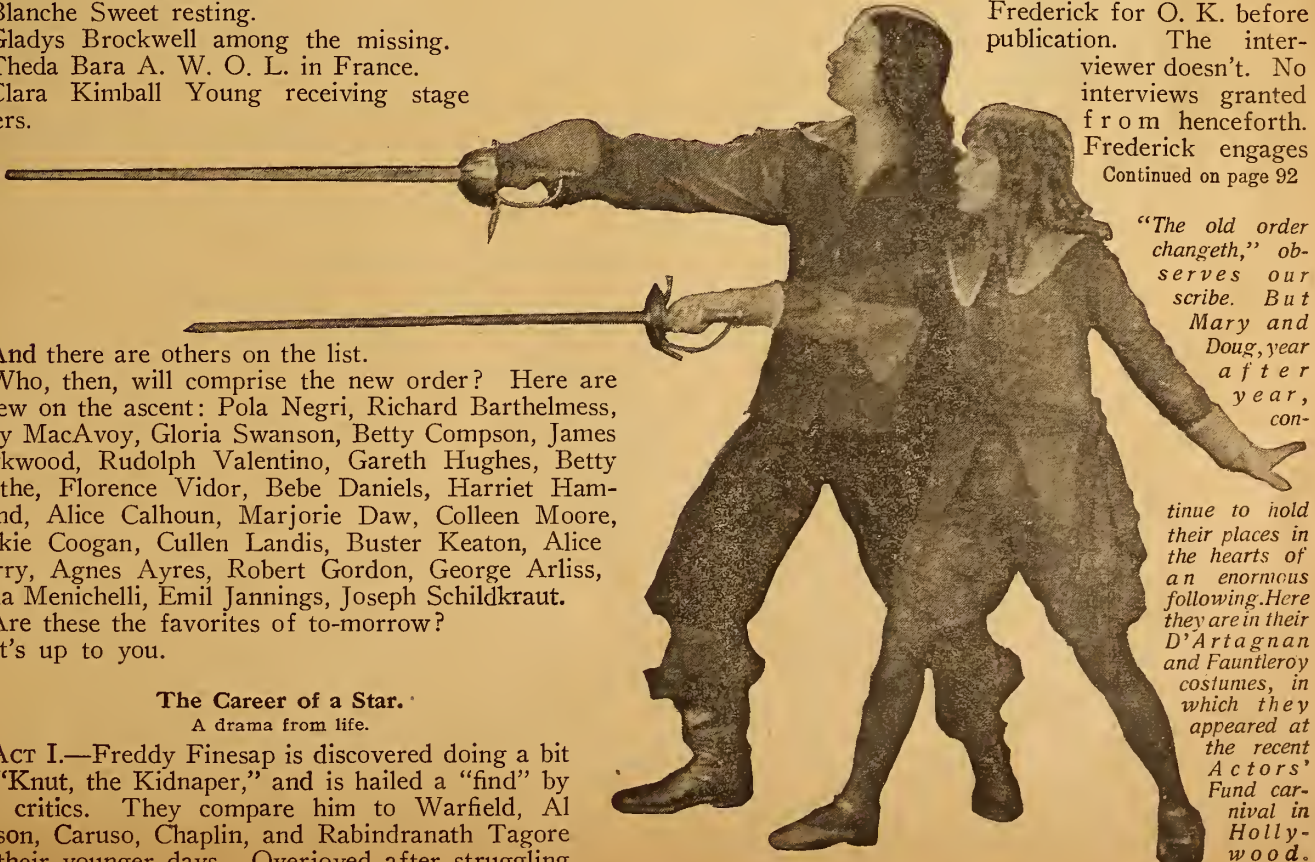 Blanche Sweet resting.
Gladys Brockwell among the missing.
Theda Bara A. W. O. L. in France.
Clara Kimball Young receiving stage
ers.
And there are others on the list.
Who, then, will comprise the new order? Here are
ew on the ascent: Pola Negri, Richard Barthelmess,
y MacAvoy, Gloria Swanson, Betty Compson, James
kwood, Rudolph Valentino, Gareth Hughes, Betty
the, Florence Vidor, Bebe Daniels, Harriet Ham-
nd, Alice Calhoun, Marjorie Daw, Colleen Moore,
kie Coogan, Cullen Landis, Buster Keaton, Alice
rry, Agnes Ayres, Robert Gordon, George Arliss,
a Menichelli, Emil Jannings, Joseph Schildkraut.
Are these the favorites of to-morrow?
t's up to you.
The Career of a Star.
A drama from life.
ACT I.—Freddy Finesap is discovered doing a bit
“Knut, the Kidnaper,” and is hailed a “find” by
critics. They compare him to Warfield, Al
son, Caruso, Chaplin, and Rabindranath Tagore
their younger days. Overjoyed after struggling
Frederick for O. K. before
publication. The inter-
viewer doesn't. No
interviews granted
from henceforth.
Frederick engages
Continued on page 92
“The old order
changeth,” ob-
serves our
scribe. But
Mary and
Doug, year
after
year,
con-
tinue to hold
their places in
the hearts of
an enormous
following. Here
they are in their
D'Artagnan
and Fauntleroy
costumes, in
which they
appeared at
the recent
Actors'
Fund car-
nival in
Holly-
wood.